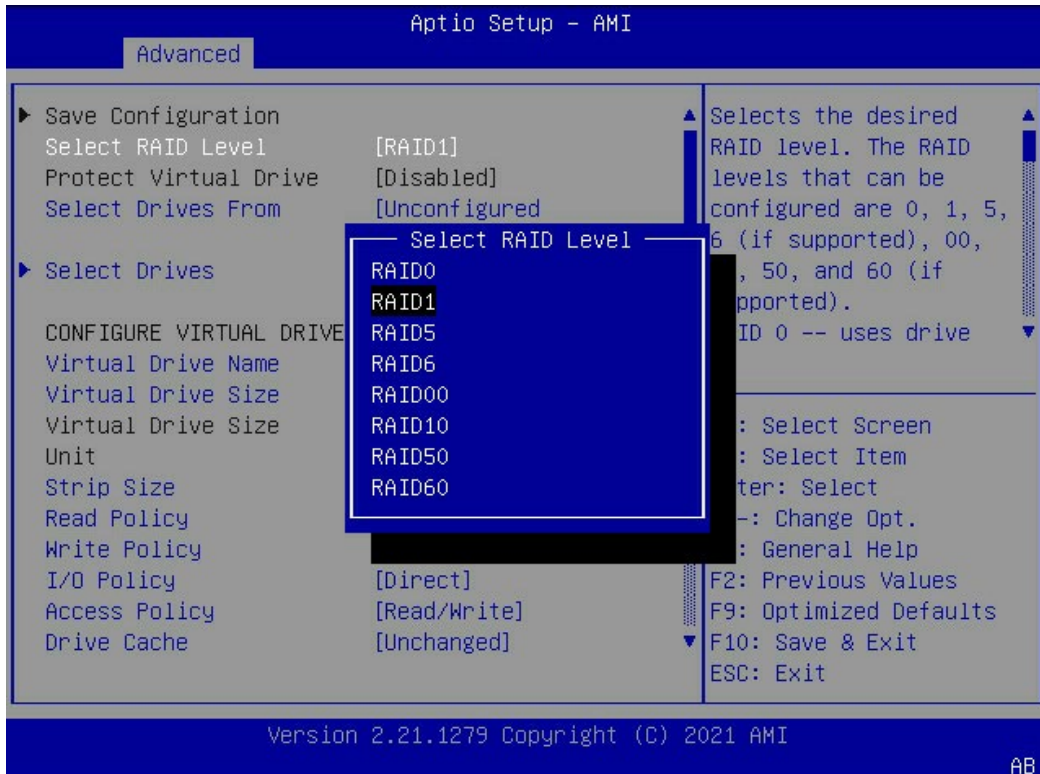 Aptio Setup – AMI
Advanced
Save Configuration
Select RAID Level [RAID1]
Protect Virtual Drive [Disabled]
Select Drives From [Unconfigured
Select Drives
CONFIGURE VIRTUAL DRIVE
Virtual Drive Name
Virtual Drive Size
Virtual Drive Size
Unit
Strip Size
Read Policy
Write Policy
I/O Policy [Direct]
Access Policy [Read/Write]
Drive Cache [Unchanged]
Select RAID Level
RAID0
RAID1
RAID5
RAID6
RAID00
RAID10
RAID50
RAID60
Selects the desired
RAID level. The RAID
levels that can be
configured are 0, 1, 5,
6 (if supported), 00,
, 50, and 60 (if
pported).
ID 0 -- uses drive
: Select Screen
: Select Item
ter: Select
-: Change Opt.
: General Help
F2: Previous Values
F9: Optimized Defaults
F10: Save & Exit
ESC: Exit
Version 2.21.1279 Copyright (C) 2021 AMI
AB